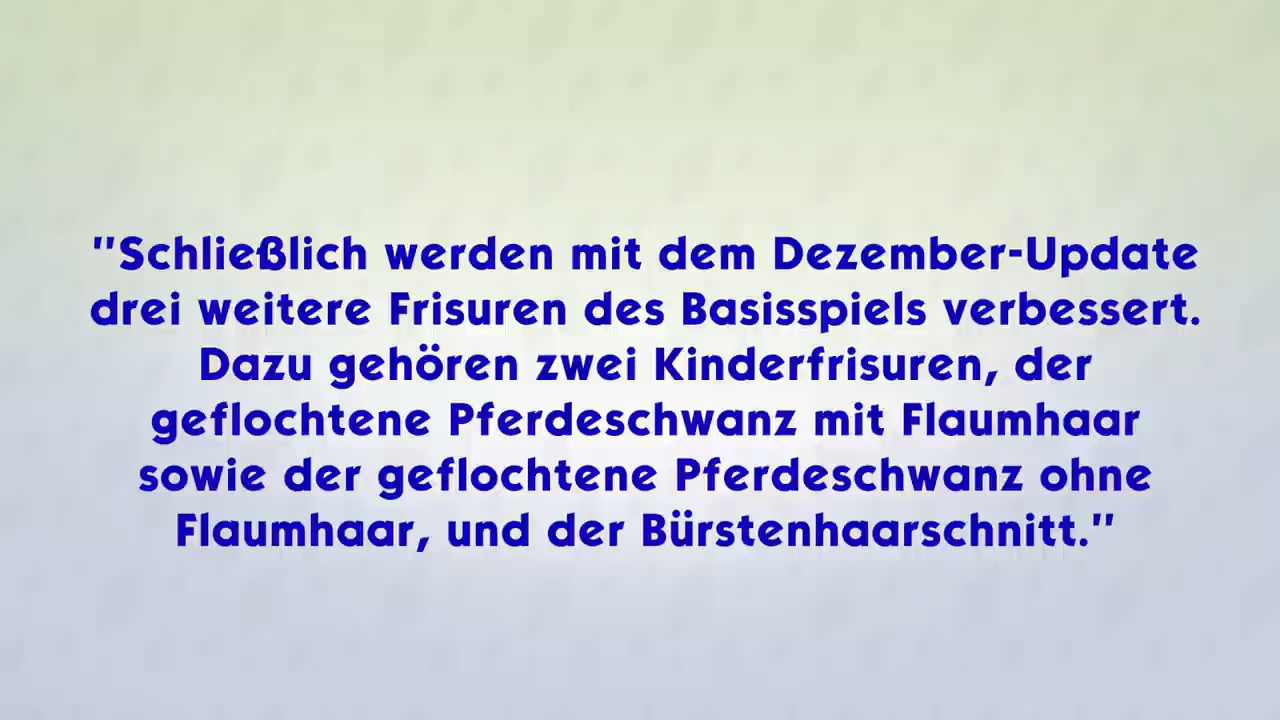 "Schließlich werden mit dem Dezember-Update
drei weitere Frisuren des Basisspiels verbessert.
Dazu gehören zwei Kinderfrisuren, der
geflochtene Pferdeschwanz mit Flaumhaar
sowie der geflochtene Pferdeschwanz ohne
Flaumhaar, und der Bürstenhaarschnitt."